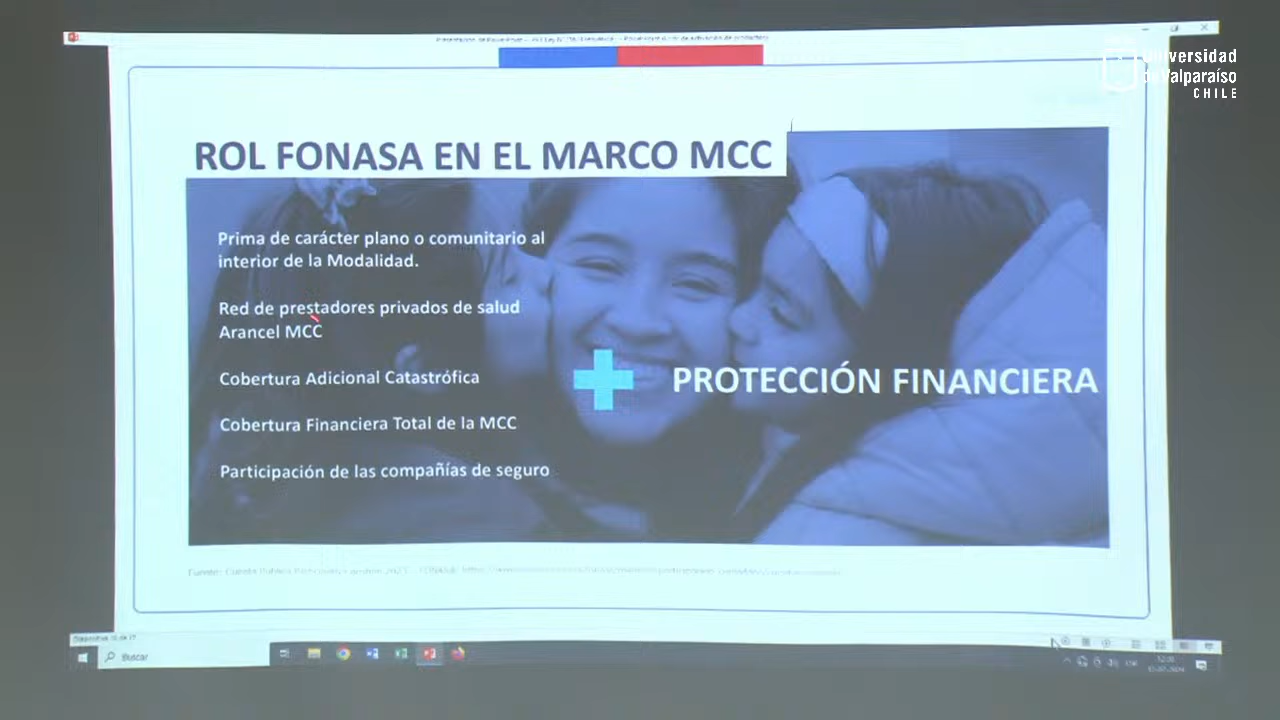 Universidad
de Valparaíso
CHILE
ROL FONASA EN EL MARCO MCC
Prima de carácter plano o comunitario al
interior de la Modalidad.
Red de prestadores privados de salud
Arancel MCC
Cobertura Adicional Catastrófica
Cobertura Financiera Total de la MCC
Participación de las compañías de seguro
PROTECCIÓN FINANCIERA
Buscar